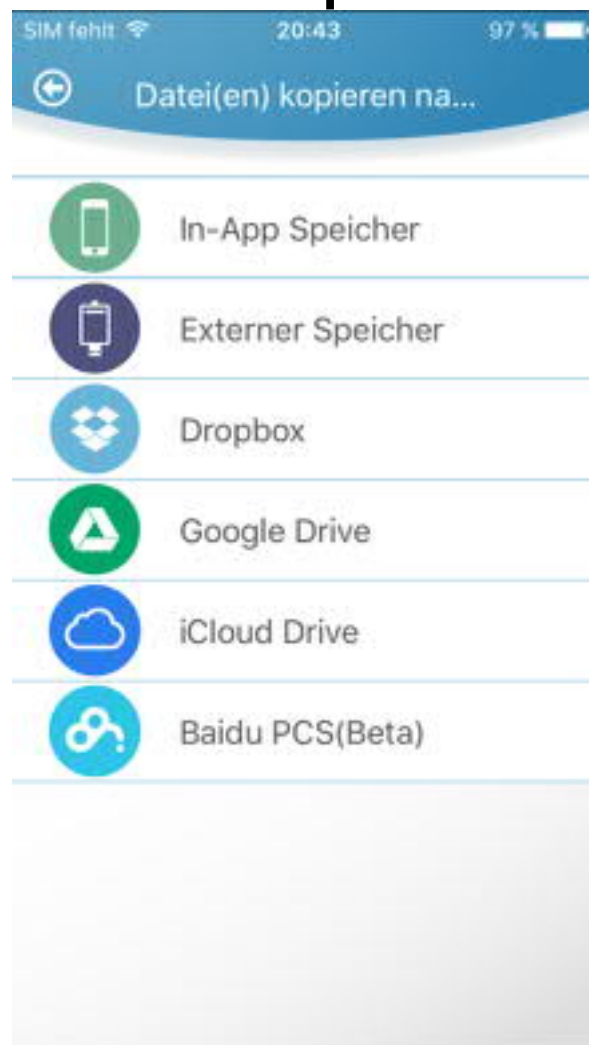 SIM fehlt 20:43 97 %
Datei(en) kopieren na...
In-App Speicher
Externer Speicher
Dropbox
Google Drive
iCloud Drive
Baidu PCS(Beta)